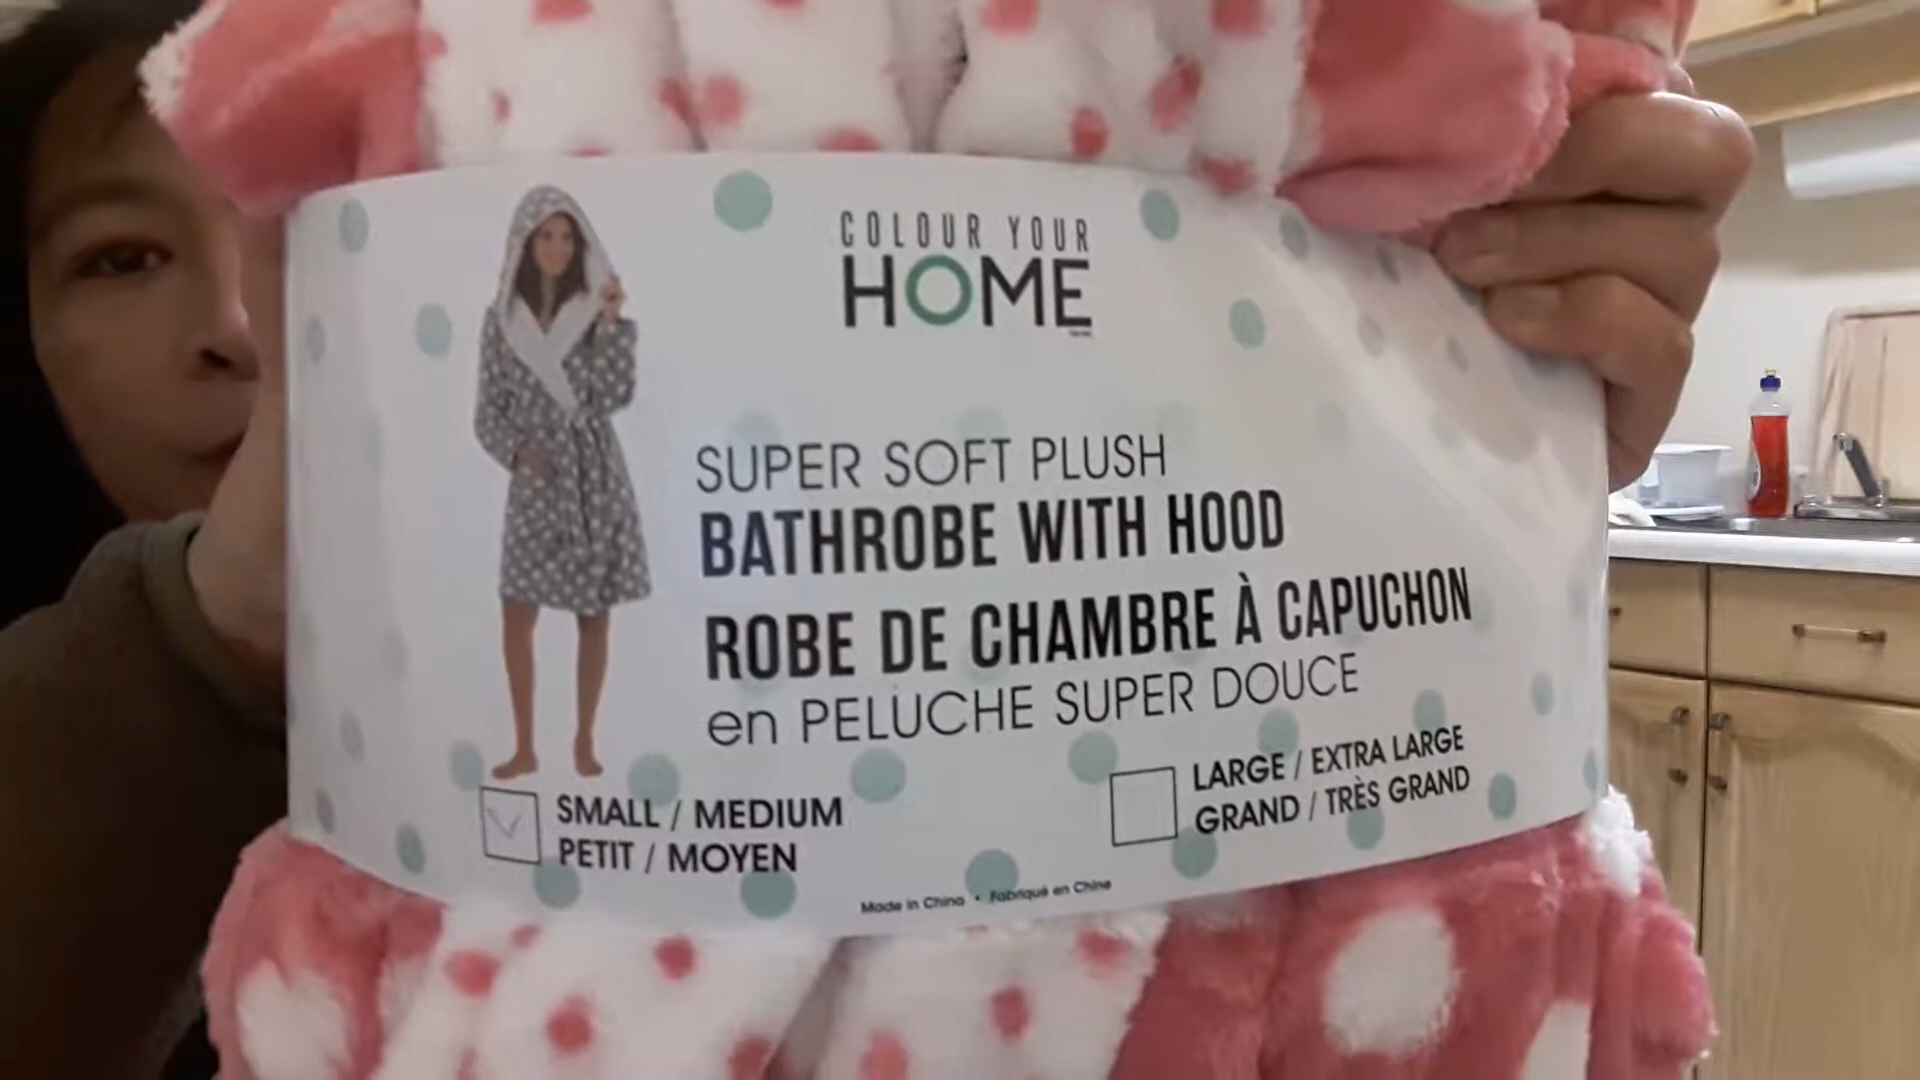 COLOUR YOUR
HOME
SUPER SOFT PLUSH
BATHROBE WITH HOOD
ROBE DE CHAMBRE À CAPUCHON
en PELUCHE SUPER DOUCE
SMALL / MEDIUM
PETIT / MOYEN
LARGE / EXTRA LARGE
GRAND / TRÈS GRAND
Made in China • Fabriqué en Chine